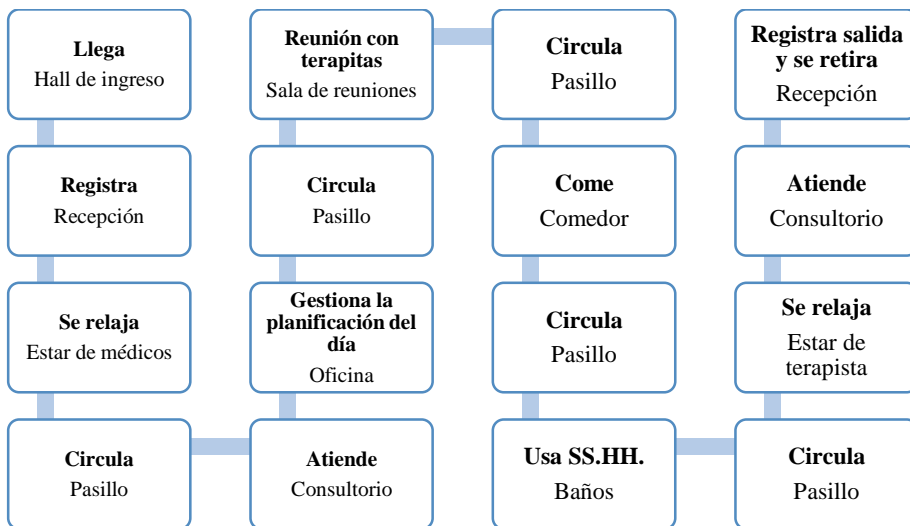 Llega
Hall de ingreso
Registra
Recepción
Se relaja
Estar de médicos
Circula
Pasillo
Atiende
Consultorio
Gestiona la
planificación del
día
Oficina
Circula
Pasillo
Reunión con
terapitas
Sala de reuniones
Circula
Pasillo
Come
Comedor
Circula
Pasillo
Usa SS.HH.
Baños
Circula
Pasillo
Se relaja
Estar de
terapista
Atiende
Consultorio
Registra salida
y se retira
Recepción